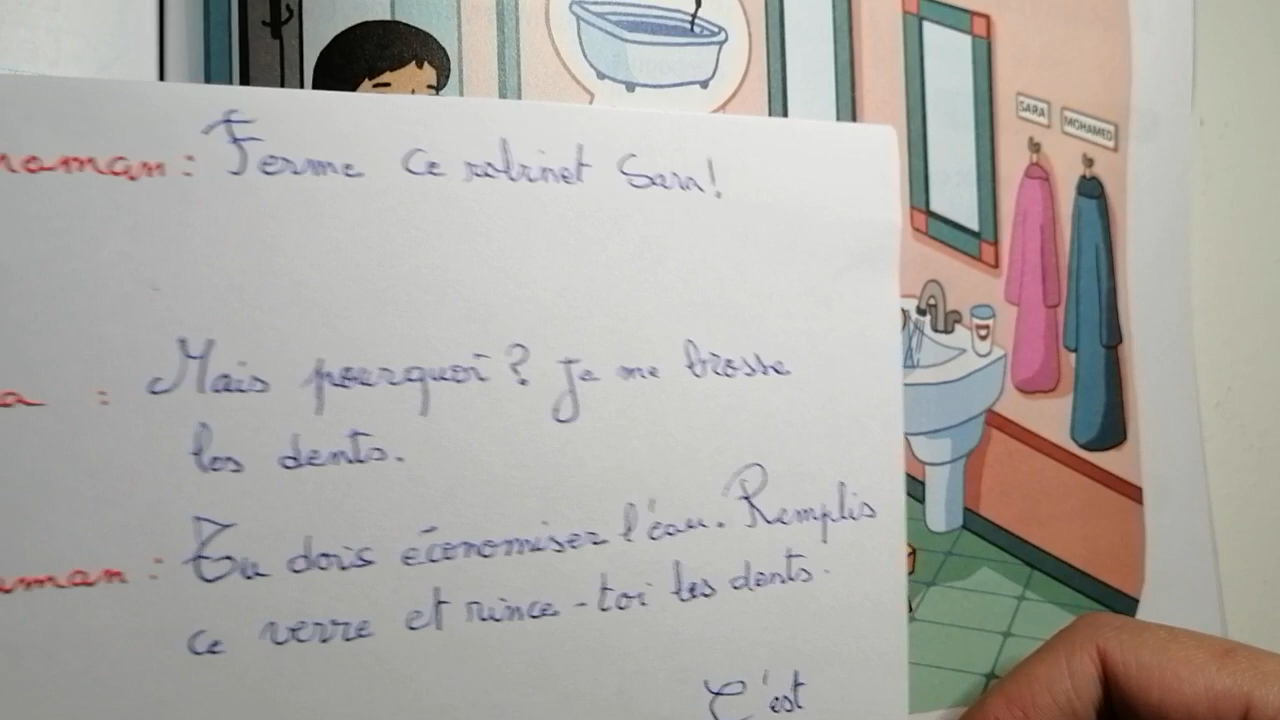 SARA
MOHAMED
maman : Ferme ce robinet Sara!
a : Mais pourquoi ? Je me brosse
les dents.
man : Tu dois économiser l'eau. Remplis
ce verre et rince-toi les dents.
C'est